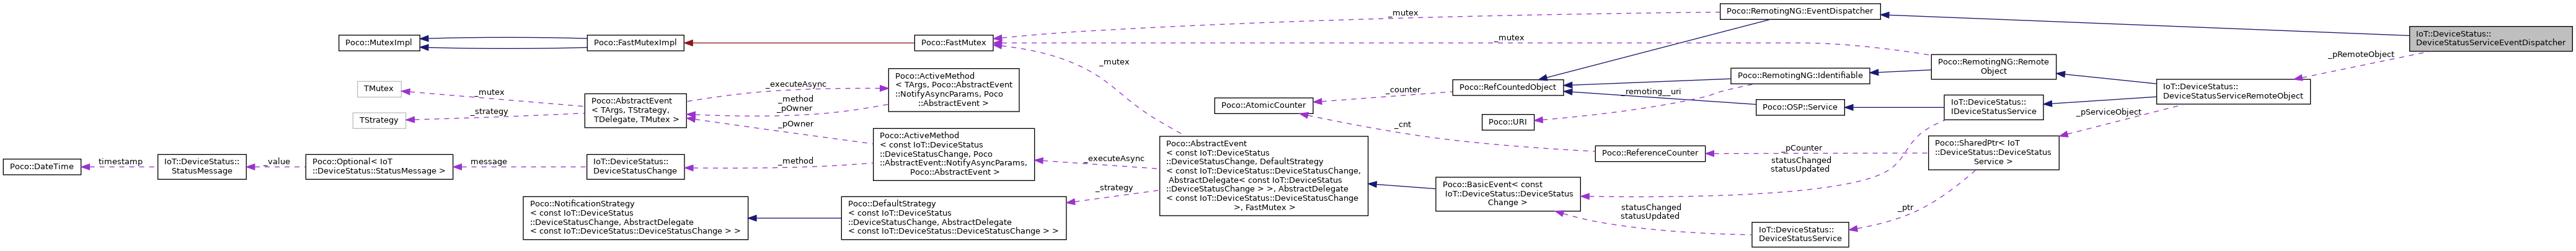 _mutex
Poco::RemotingNG::EventDispatcher
Poco::MutexImpl
Poco::FastMutexImpl
Poco::FastMutex
_mutex
IoT::DeviceStatus::
DeviceStatusServiceEventDispatcher
_mutex
_pRemoteObject
Poco::RemotingNG::Remote
Object
Poco::ActiveMethod
< TArgs, Poco::AbstractEvent
::NotifyAsyncParams, Poco
::AbstractEvent >
Poco::RemotingNG::Identifiable
_executeAsync
TMutex
_mutex
Poco::AbstractEvent
< TArgs, TStrategy,
TDelegate, TMutex >
_method
_pOwner
_counter
Poco::RefCountedObject
_remoting__uri
IoT::DeviceStatus::
DeviceStatusServiceRemoteObject
Poco::AtomicCounter
Poco::OSP::Service
IoT::DeviceStatus::
IDeviceStatusService
_pServiceObject
TStrategy
_strategy
_pOwner
_cnt
Poco::URI
Poco::ActiveMethod
< const IoT::DeviceStatus
::DeviceStatusChange, Poco
::AbstractEvent::NotifyAsyncParams,
Poco::AbstractEvent >
Poco::AbstractEvent
< const IoT::DeviceStatus
::DeviceStatusChange, DefaultStrategy
< const IoT::DeviceStatus::DeviceStatusChange,
AbstractDelegate< const IoT::DeviceStatus
::DeviceStatusChange > >, AbstractDelegate
< const IoT::DeviceStatus::DeviceStatusChange
>, FastMutex >
Poco::ReferenceCounter
_pCounter
Poco::SharedPtr< IoT
::DeviceStatus::DeviceStatus
Service >
statusChanged
statusUpdated
Poco::DateTime
timestamp
IoT::DeviceStatus::
StatusMessage
_value
Poco::Optional< IoT
::DeviceStatus::StatusMessage >
message
IoT::DeviceStatus::
DeviceStatusChange
_method
_executeAsync
_strategy
Poco::BasicEvent< const
IoT::DeviceStatus::DeviceStatus
Change >
Poco::NotificationStrategy
< const IoT::DeviceStatus
::DeviceStatusChange, AbstractDelegate
< const IoT::DeviceStatus::DeviceStatusChange > >
Poco::DefaultStrategy
< const IoT::DeviceStatus
::DeviceStatusChange, AbstractDelegate
< const IoT::DeviceStatus::DeviceStatusChange > >
statusChanged
statusUpdated
_ptr
IoT::DeviceStatus::
DeviceStatusService